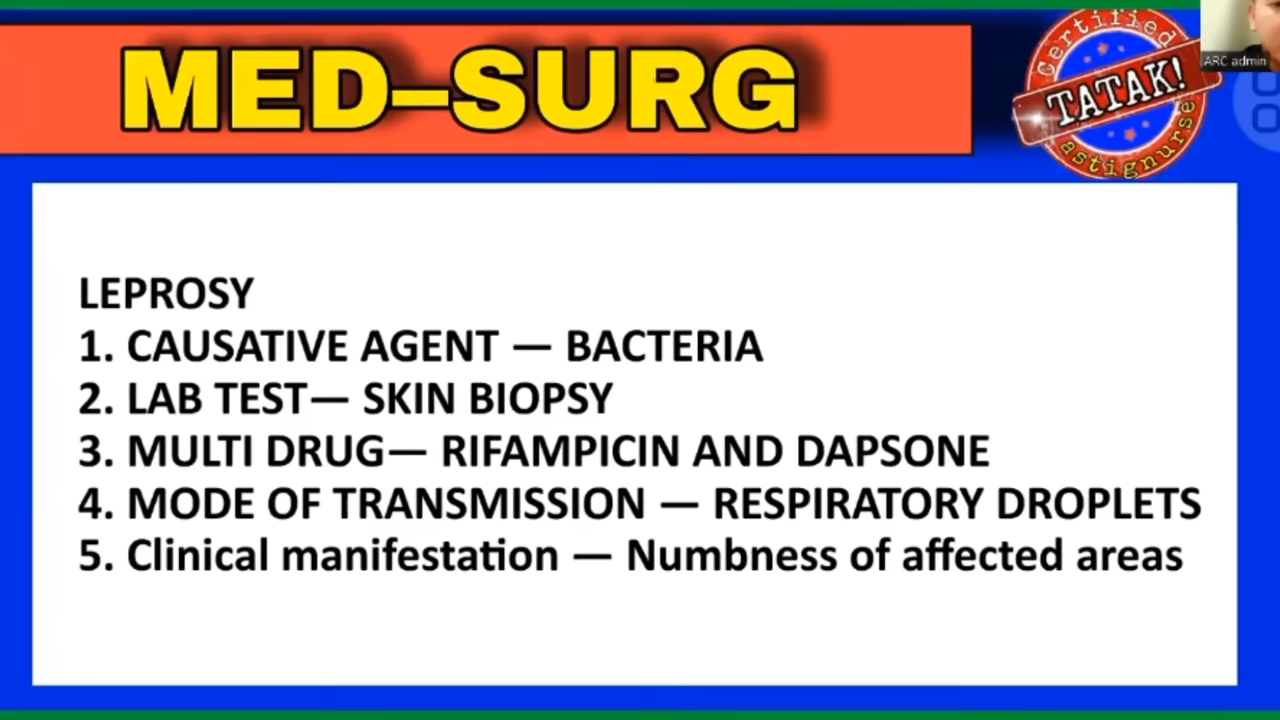 MED–SURG
Certified
TATAK!
astignurse
ARC admin
LEPROSY
1. CAUSATIVE AGENT — BACTERIA
2. LAB TEST— SKIN BIOPSY
3. MULTI DRUG— RIFAMPICIN AND DAPSONE
4. MODE OF TRANSMISSION — RESPIRATORY DROPLETS
5. Clinical manifestation — Numbness of affected areas